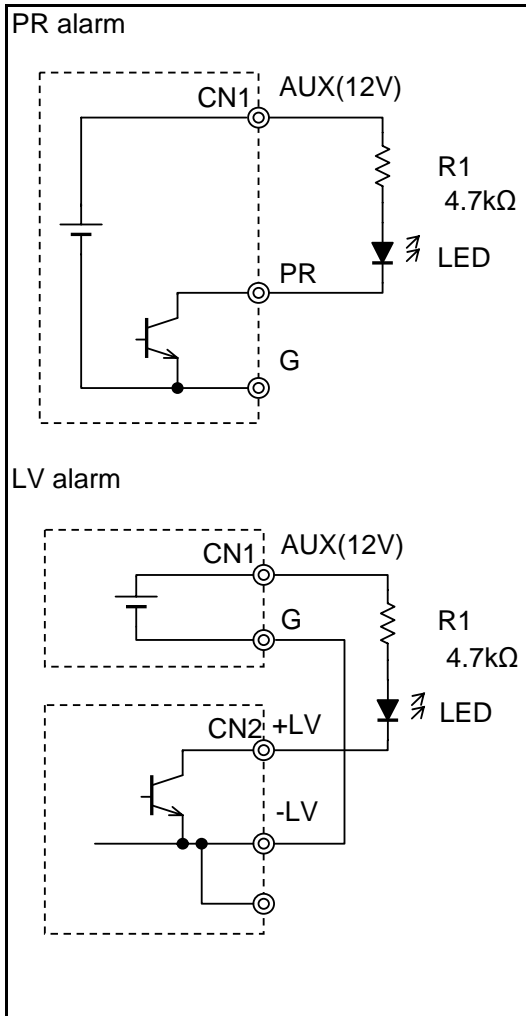 PR alarm
CN1 AUX(12V)
R1
4.7kΩ
LED
PR
G
LV alarm
CN1 AUX(12V)
G
R1
4.7kΩ
LED
CN2 +LV
-LV